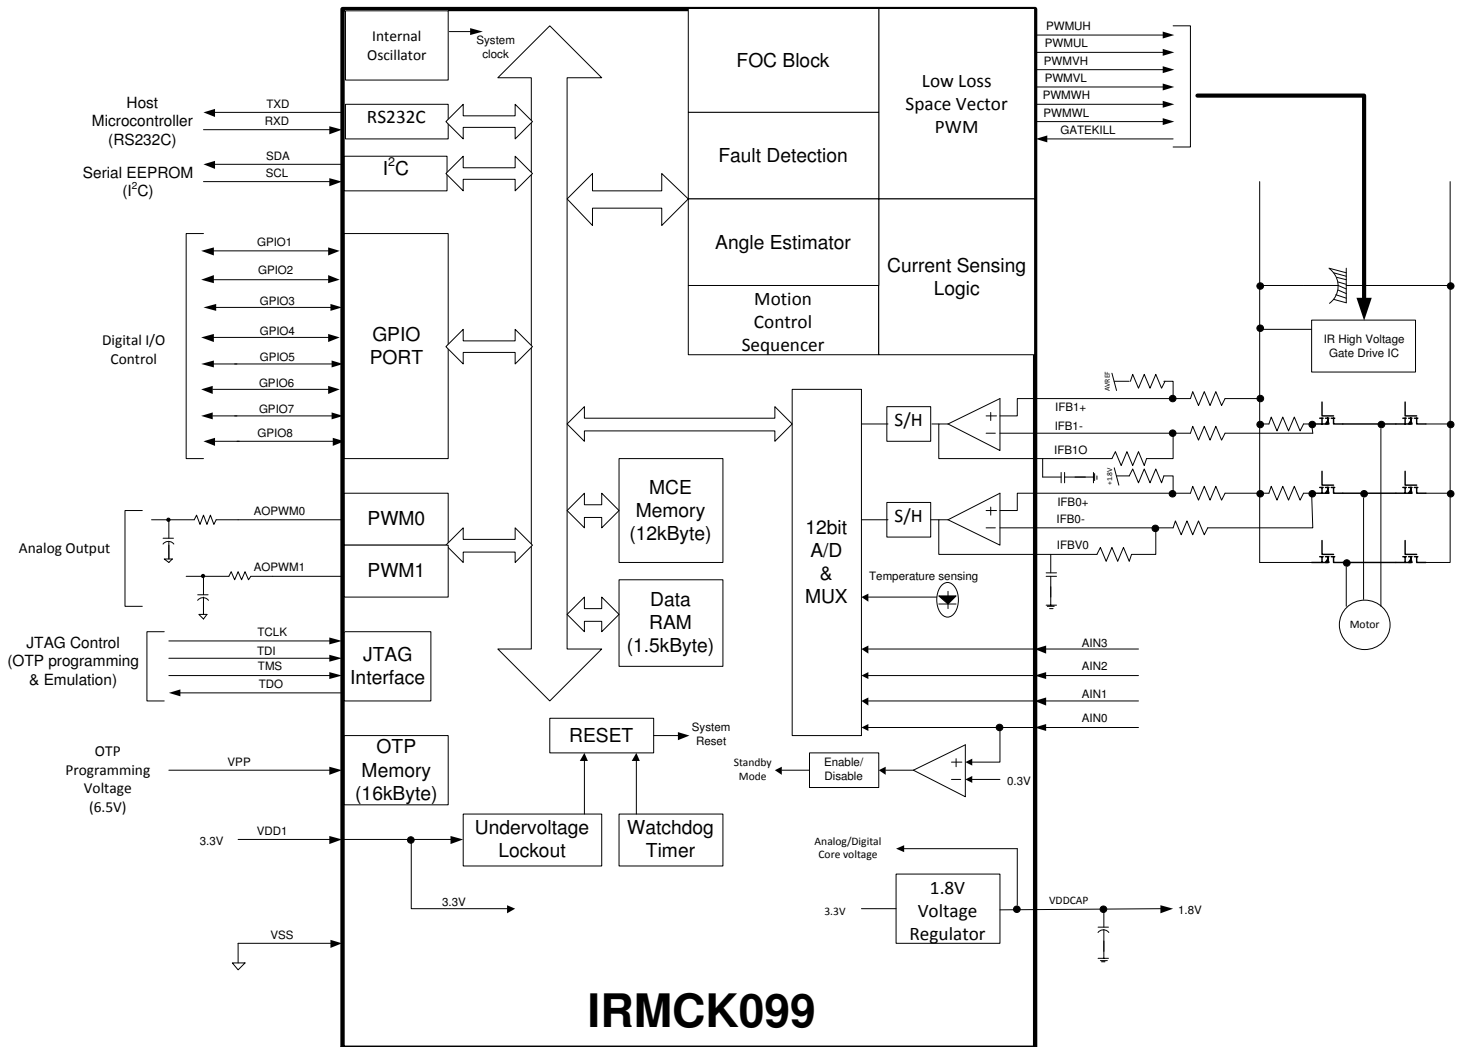 Internal
Oscillator
System
clock
Host
Microcontroller
(RS232C)
TXD
RXD
RS232C
Serial EEPROM
(I²C)
SDA
SCL
I²C
Digital I/O
Control
GPIO1
GPIO2
GPIO3
GPIO4
GPIO5
GPIO6
GPIO7
GPIO8
GPIO
PORT
Analog Output
AOPWM0
AOPWM1
PWM0
PWM1
JTAG Control
(OTP programming
& Emulation)
TCLK
TDI
TMS
TDO
JTAG
Interface
OTP
Programming
Voltage
(6.5V)
VPP
OTP
Memory
(16kByte)
3.3V
VDD1
3.3V
VSS
Undervoltage
Lockout
Watchdog
Timer
RESET
System
Reset
MCE
Memory
(12kByte)
Data
RAM
(1.5kByte)
FOC Block
Fault Detection
Angle Estimator
Motion
Control
Sequencer
Low Loss
Space Vector
PWM
Current Sensing
Logic
PWMUH
PWMUL
PWMVH
PWMVL
PWMWH
PWMWL
GATEKILL
IR High Voltage
Gate Drive IC
12bit
A/D
&
MUX
S/H
+
−
AVREF
IFB1+
IFB1-
IFB1O
S/H
+
−
+1.8V
IFB0+
IFB0-
IFBV0
Temperature sensing
Motor
AIN3
AIN2
AIN1
AIN0
Standby
Mode
Enable/
Disable
+
−
0.3V
Analog/Digital
Core voltage
3.3V
1.8V
Voltage
Regulator
VDDCAP
1.8V
IRMCK099